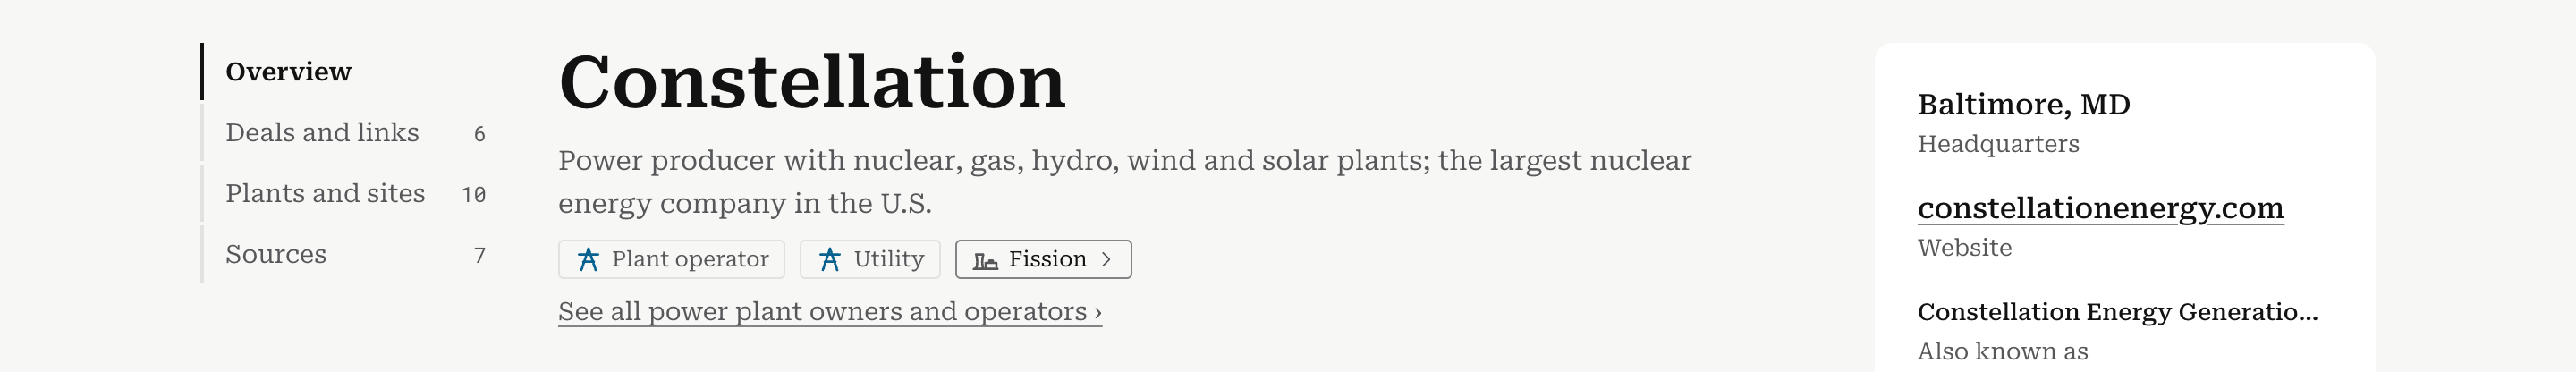 Overview
Deals and links 6
Plants and sites 10
Sources 7
Constellation
Power producer with nuclear, gas, hydro, wind and solar plants; the largest nuclear
energy company in the U.S.
Plant operator Utility Fission >
See all power plant owners and operators ›
Baltimore, MD
Headquarters
constellationenergy.com
Website
Constellation Energy Generatio...
Also known as